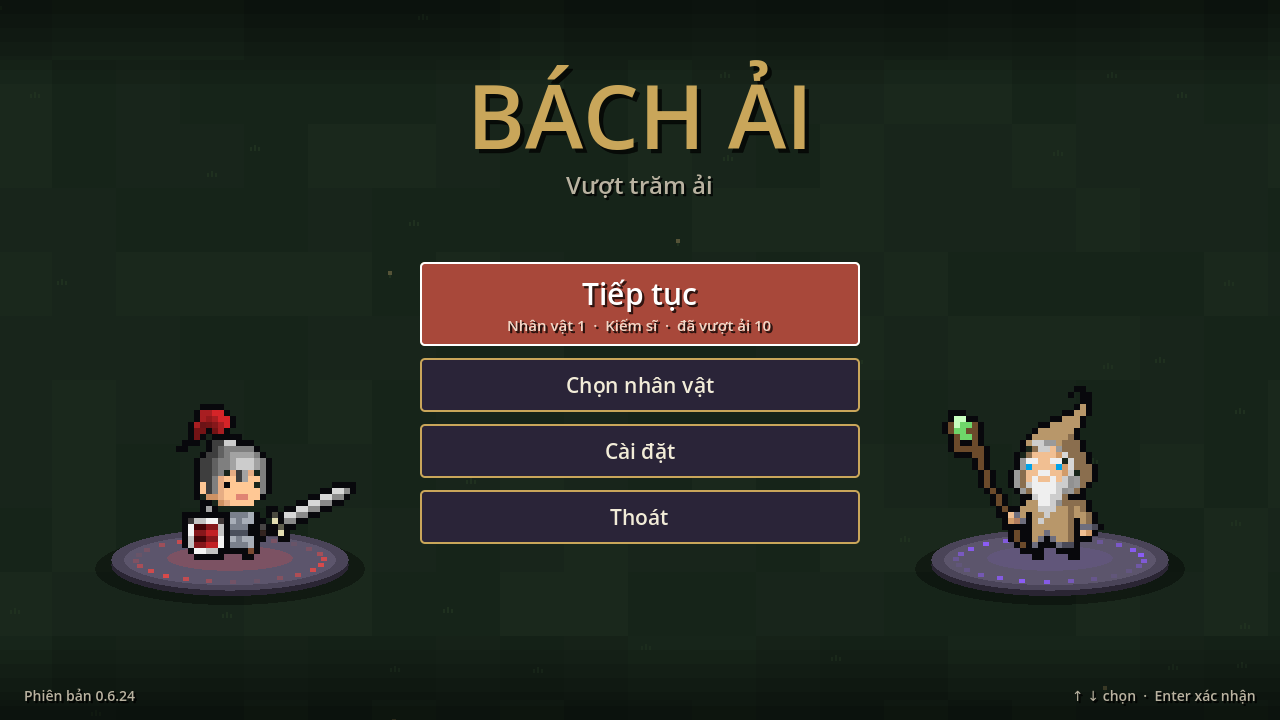 BÁCH ẢI
Vượt trăm ải
Tiếp tục
Nhân vật 1 · Kiếm sĩ · đã vượt ải 10
Chọn nhân vật
Cài đặt
Thoát
Phiên bản 0.6.24
↑ ↓ chọn · Enter xác nhận